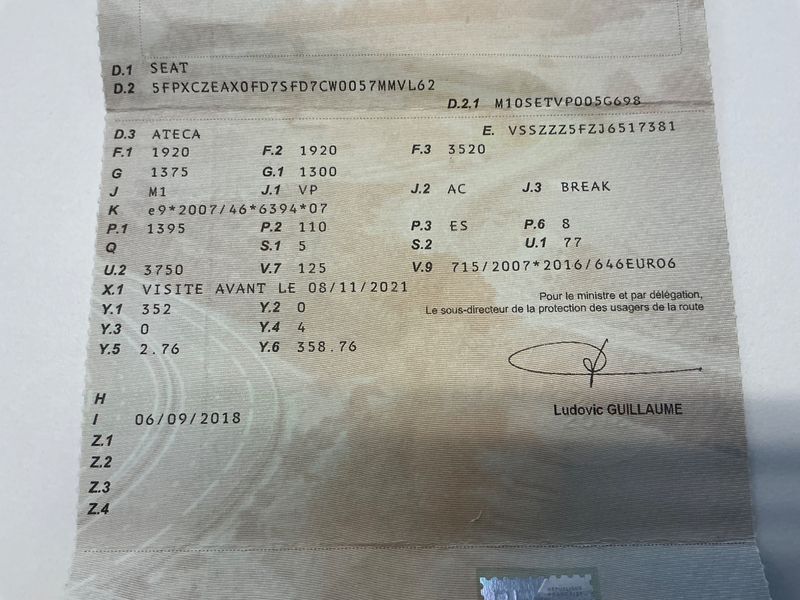 D.1 SEAT
D.2 5FPXCZEAX0FD7SFD7CW0057MMVL62
D.2.1 M10SETVP005G698
D.3 ATECA E. VSSZZZ5FZJ6517381
F.1 1920 F.2 1920 F.3 3520
G 1375 G.1 1300
J M1 J.1 VP J.2 AC J.3 BREAK
K e9*2007/46*6394*07
P.1 1395 P.2 110 P.3 ES P.6 8
Q S.1 5 S.2 U.1 77
U.2 3750 V.7 125 V.9 715/2007*2016/646EURO6
X.1 VISITE AVANT LE 08/11/2021
Y.1 352 Y.2 0
Pour le ministre et par délégation,
Le sous-directeur de la protection des usagers de la route
Y.3 0 Y.4 4
Y.5 2.76 Y.6 358.76
H
Ludovic GUILLAUME
I 06/09/2018
Z.1
Z.2
Z.3
Z.4